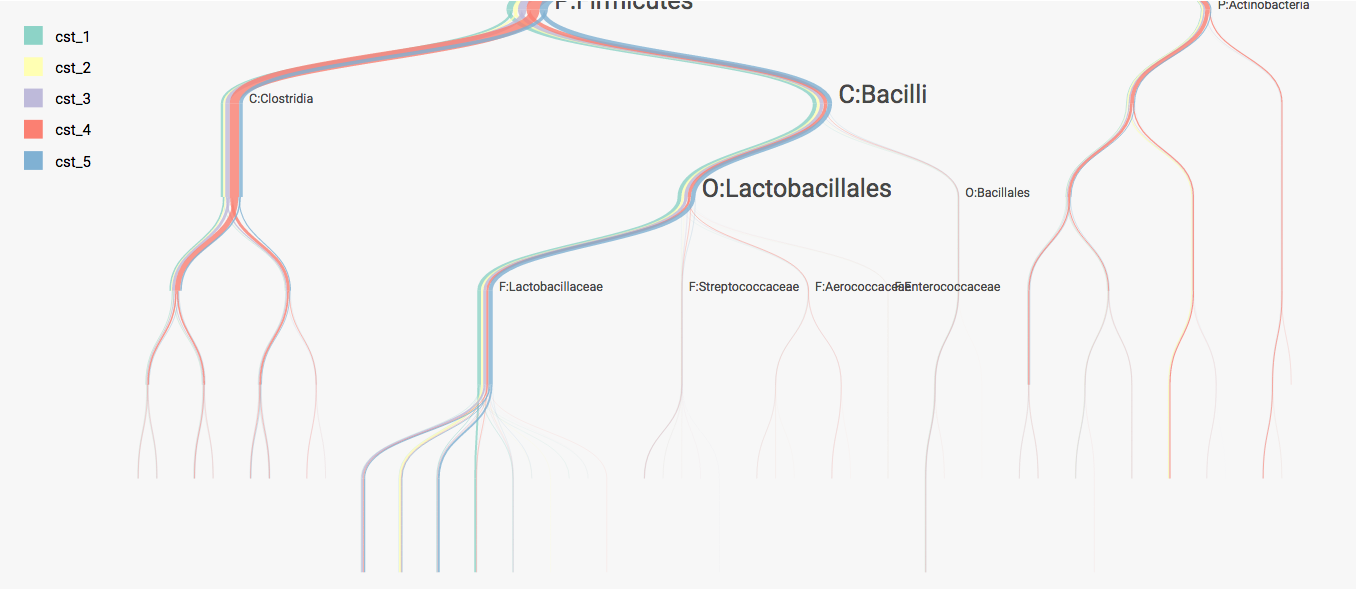 P:Firmicutes
P:Actinobacteria
cst_1
cst_2
cst_3
cst_4
cst_5
C:Clostridia
C:Bacilli
O:Lactobacillales
O:Bacillales
F:Lactobacillaceae
F:Streptococcaceae
F:Aerococcaceae
F:Enterococcaceae